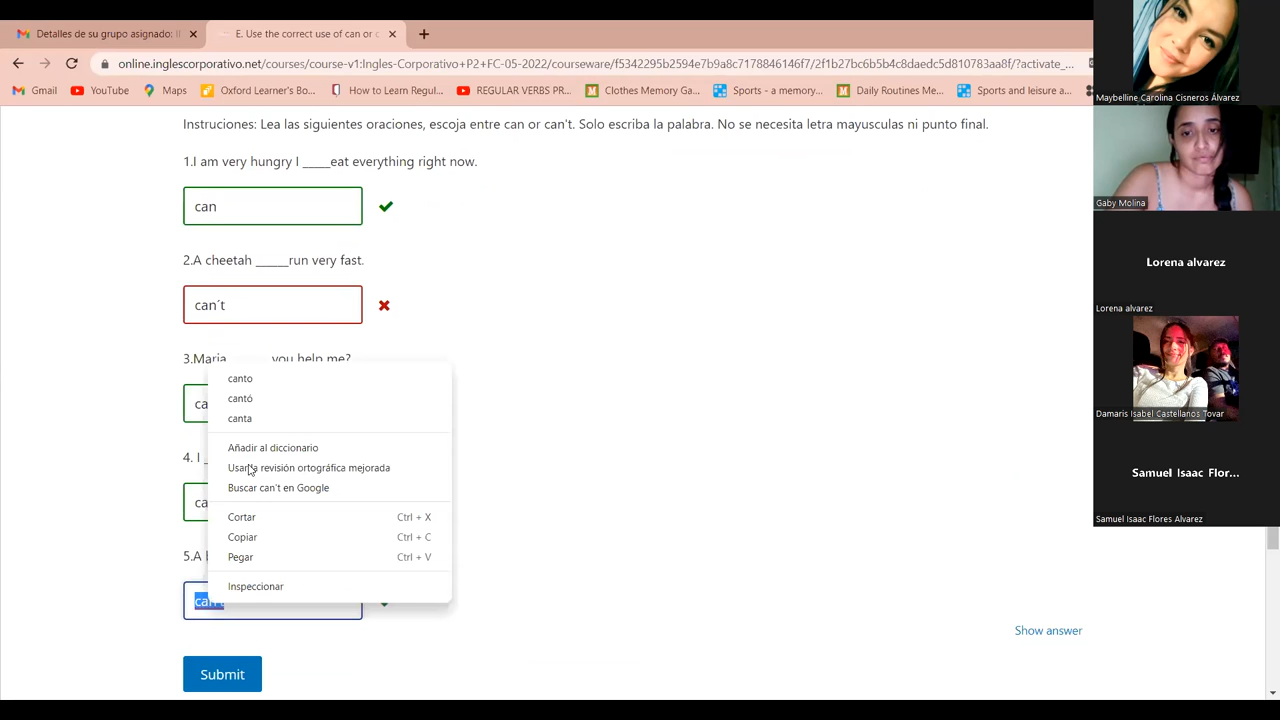 Detalles de su grupo asignado: I
E. Use the correct use of can or c
online.inglescorporativo.net/courses/course-v1:Ingles-Corporativo+P2+FC-05-2022/courseware/f5342295b2594e7b9a8c7178846146f7/2f1b27bc6b5b4c8daedc5d810783aa8f/?activate_...
Gmail
YouTube
Maps
Oxford Learner's Bo...
How to Learn Regul...
REGULAR VERBS PR...
Clothes Memory Ga...
Sports - a memory...
Daily Routines Me...
Sports and leisure a...
Instruciones: Lea las siguientes oraciones, escoja entre can or can't. Solo escriba la palabra. No se necesita letra mayusculas ni punto final.
1.I am very hungry I _____eat everything right now.
can
2.A cheetah ______run very fast.
can´t
3.Maria you help me?
ca
canto
cantó
canta
Añadir al diccionario
4. I _
Usar la revisión ortográfica mejorada
Buscar can't en Google
ca
Cortar Ctrl + X
Copiar Ctrl + C
5.A
Pegar Ctrl + V
Inspeccionar
can't
Show answer
Submit
Maybelline Carolina Cisneros Álvarez
Gaby Molina
Lorena alvarez
Lorena alvarez
Damaris Isabel Castellanos Tovar
Samuel Isaac Flor...
Samuel Isaac Flores Alvarez